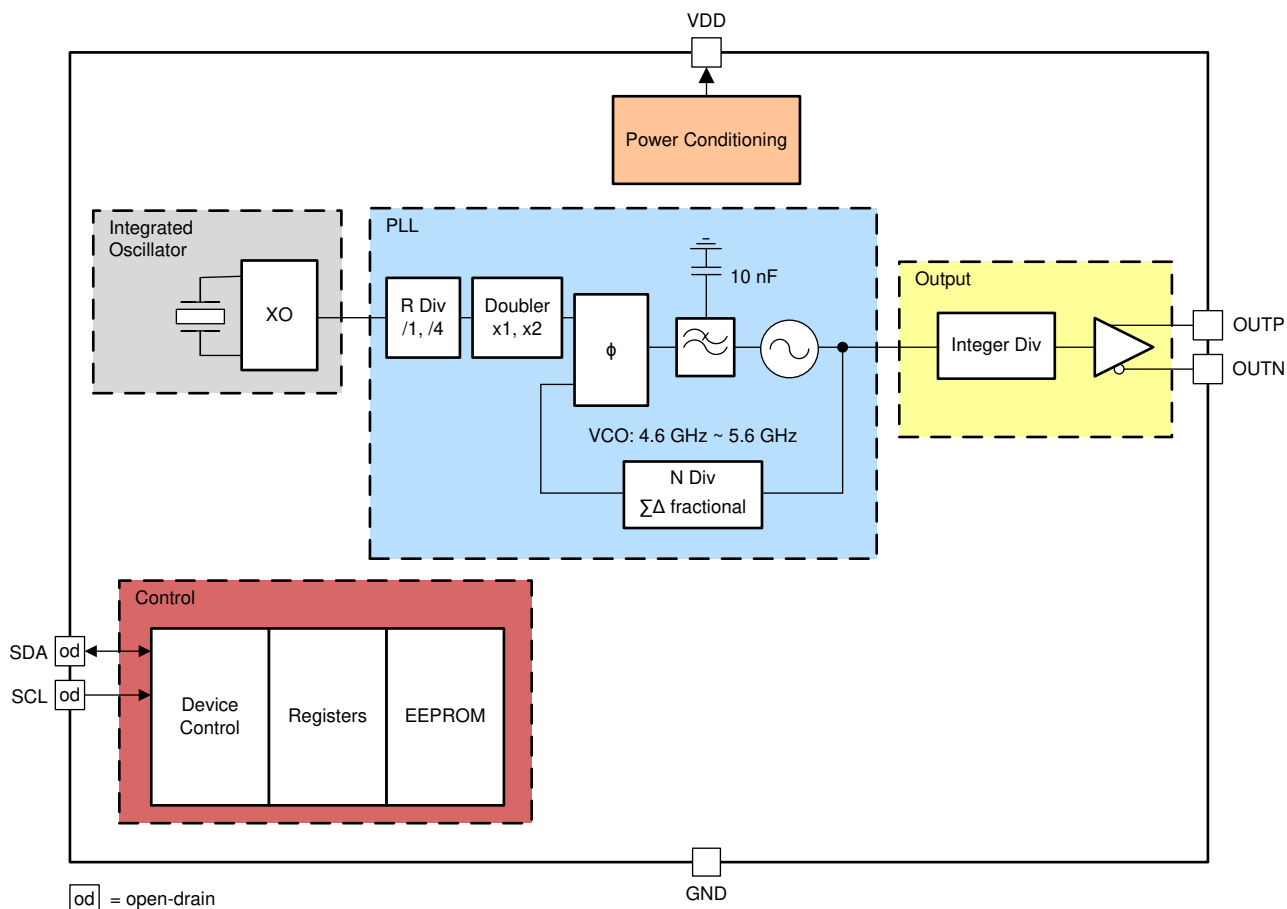 VDD
Power Conditioning
Integrated
Oscillator
XO
PLL
R Div
/1, /4
Doubler
x1, x2
ϕ
10 nF
VCO: 4.6 GHz ~ 5.6 GHz
N Div
∑Δ fractional
Output
Integer Div
OUTP
OUTN
Control
SDA
od
SCL
od
Device
Control
Registers
EEPROM
GND
od = open-drain